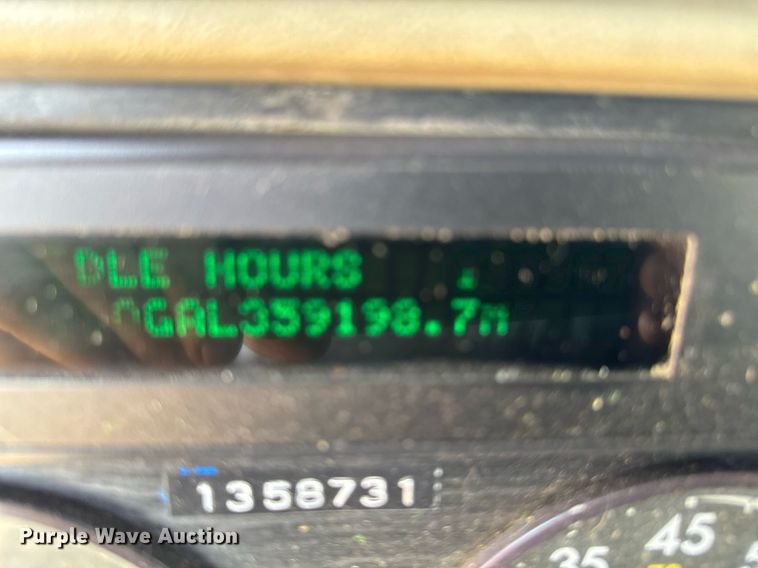 DLE HOURS
GAL359198.7m
1358731
45
35
Purple Wave Auction